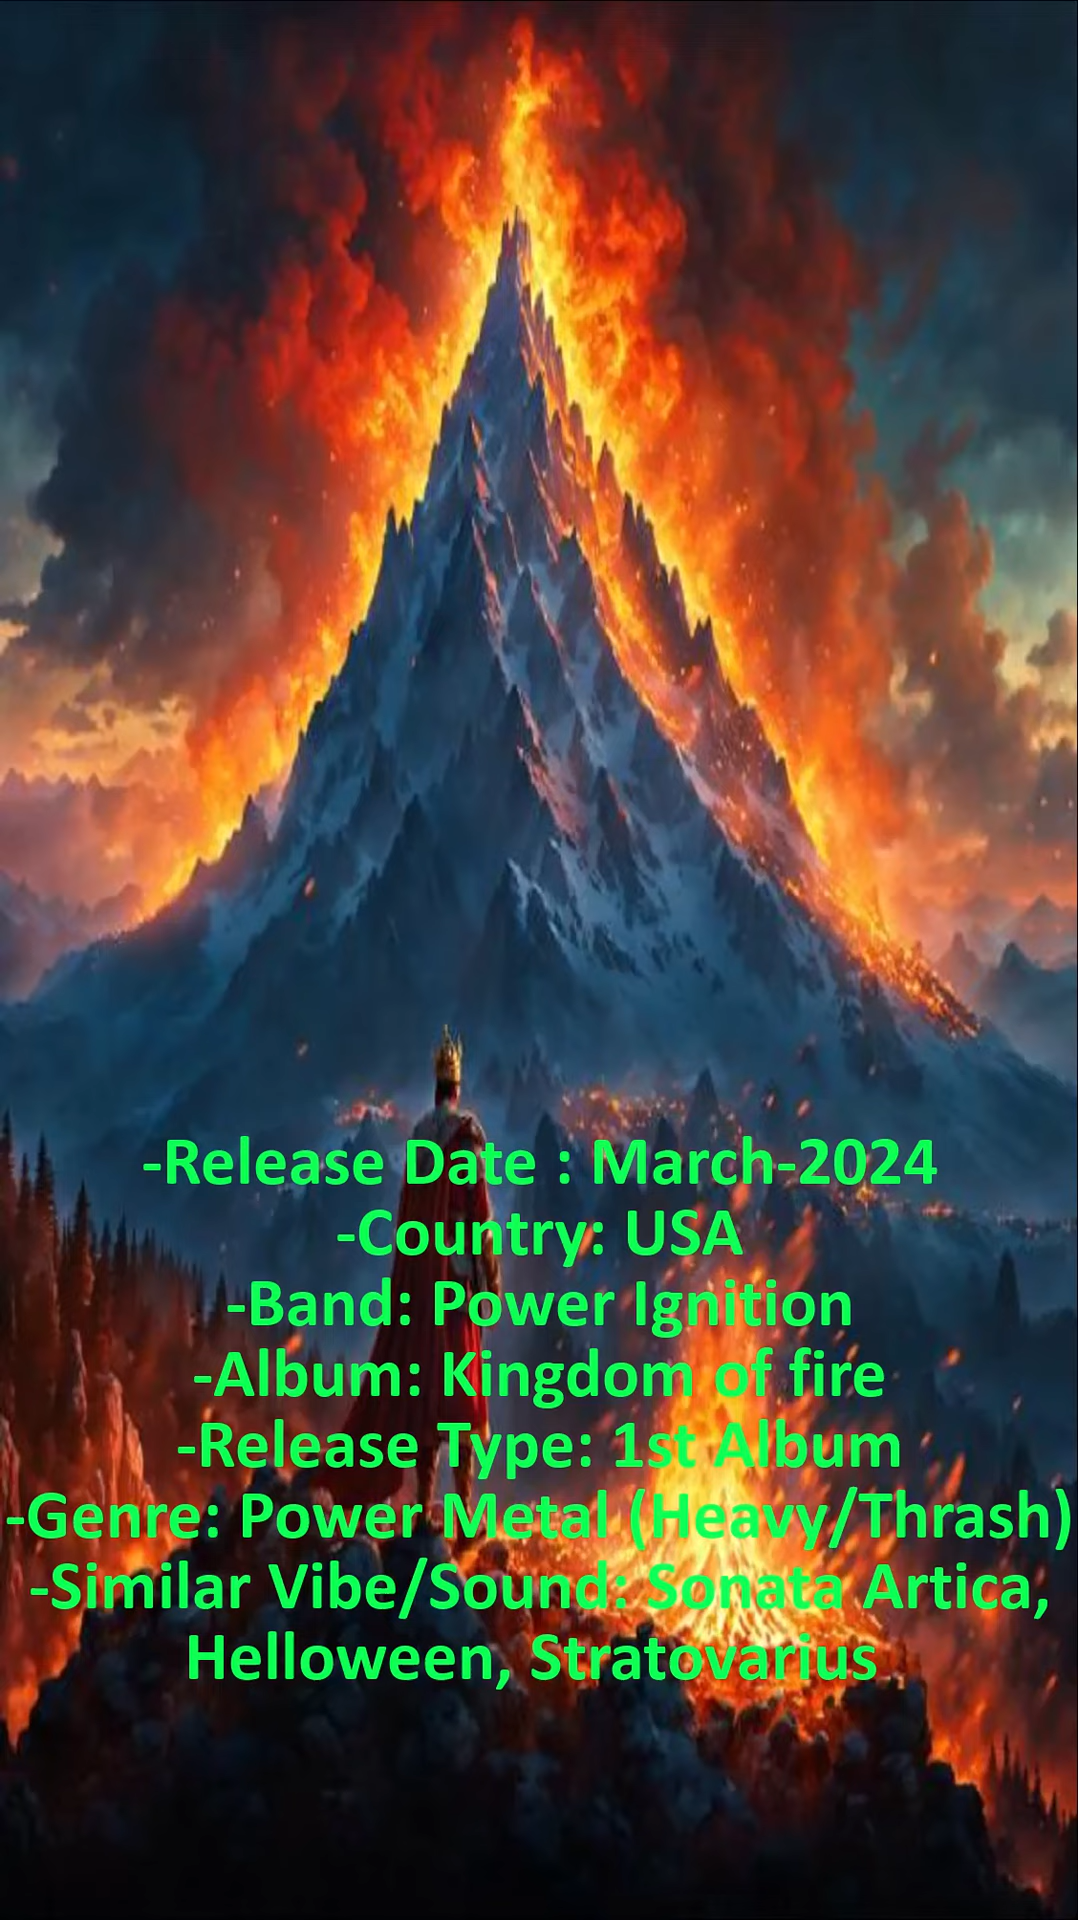 -Release Date : March-2024
-Country: USA
-Band: Power Ignition
-Album: Kingdom of fire
-Release Type: 1st Album
-Genre: Power Metal (Heavy/Thrash)
-Similar Vibe/Sound: Sonata Artica,
Helloween, Stratovarius